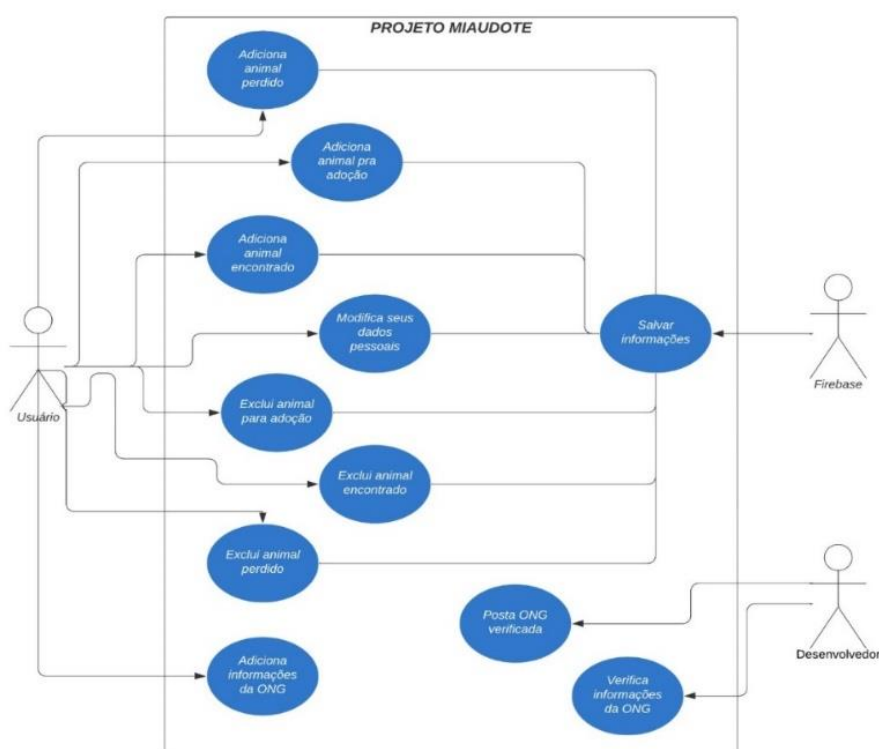 PROJETO MIAUDOTE
Adiciona
animal
perdido
Adiciona
animal pra
adoção
Adiciona
animal
encontrado
Modifica seus
dados
pessoais
Salvar
informações
Firebase
Usuário
Exclui animal
para adoção
Exclui animal
encontrado
Exclui animal
perdido
Posta ONG
verificada
Desenvolvedor
Adiciona
informações
da ONG
Verifica
informações
da ONG